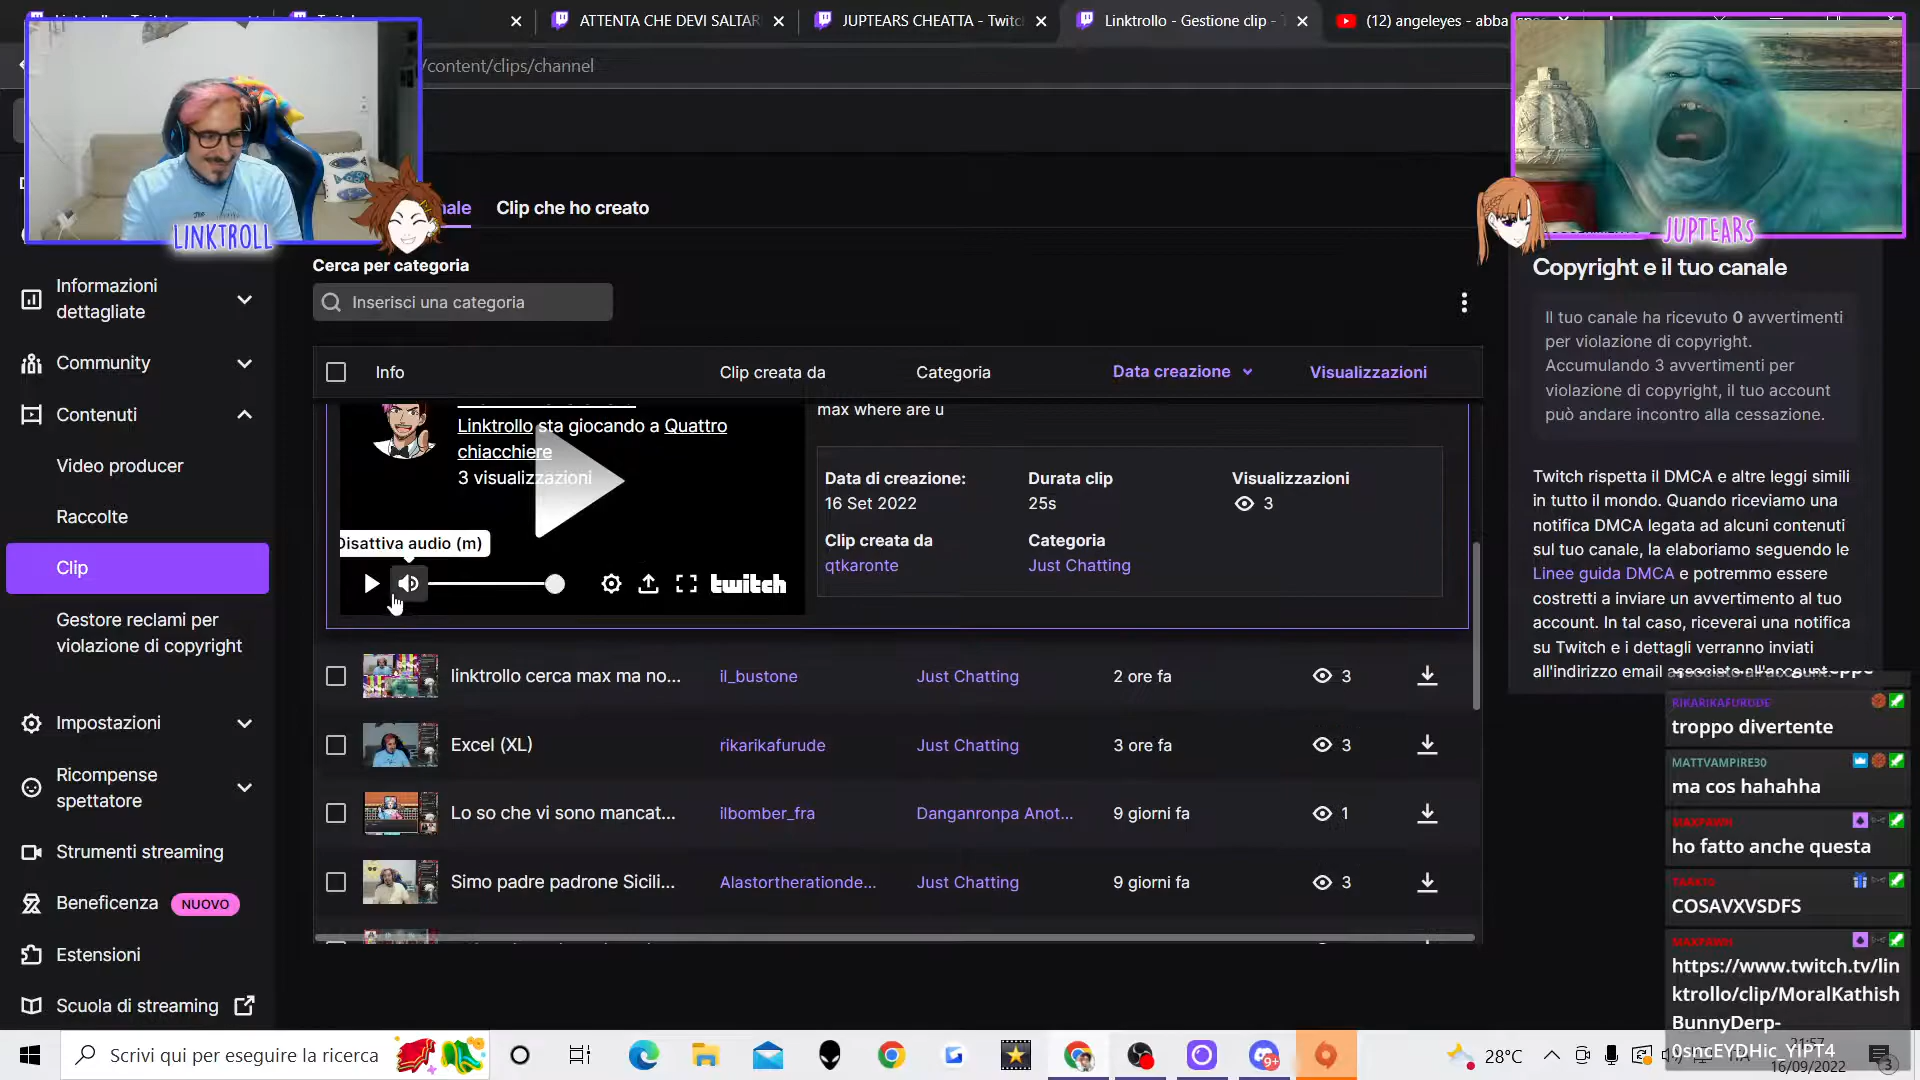 ATTENTA CHE DEVI SALTAR
JUPTEARS CHEATTA - Twitc
Linktrollo - Gestione clip -
(12) angeleyes - abba
/content/clips/channel
LINKTROLL
JUPTEARS
Clip che ho creato
Cerca per categoria
Inserisci una categoria
Informazioni
dettagliate
Community
Contenuti
Video producer
Raccolte
Clip
Gestore reclami per
violazione di copyright
Impostazioni
Ricompense
spettatore
Strumenti streaming
Beneficenza NUOVO
Estensioni
Scuola di streaming
Info
Clip creata da
Categoria
Data creazione
Visualizzazioni
Linktrollo sta giocando a Quattro
chiacchiere
3 visualizzazioni
Disattiva audio (m)
twitch
max where are u
Data di creazione:
16 Set 2022
Durata clip
25s
Visualizzazioni
3
Clip creata da
qtkaronte
Categoria
Just Chatting
linktrollo cerca max ma no... il_bustone Just Chatting 2 ore fa 3
Excel (XL) rikarikafurude Just Chatting 3 ore fa 3
Lo so che vi sono mancat... ilbomber_fra Danganronpa Anot... 9 giorni fa 1
Simo padre padrone Sicili... Alastortherationde... Just Chatting 9 giorni fa 3
Copyright e il tuo canale
Il tuo canale ha ricevuto 0 avvertimenti
per violazione di copyright.
Accumulando 3 avvertimenti per
violazione di copyright, il tuo account
può andare incontro alla cessazione.
Twitch rispetta il DMCA e altre leggi simili
in tutto il mondo. Quando riceviamo una
notifica DMCA legata ad alcuni contenuti
sul tuo canale, la elaboriamo seguendo le
Linee guida DMCA e potremmo essere
costretti a inviare un avvertimento al tuo
account. In tal caso, riceverai una notifica
su Twitch e i dettagli verranno inviati
all'indirizzo email associato all'account.
RIKARIKAFURUDE
troppo divertente
MATTVAMPIRE30
ma cos hahahha
MAXPAWN
ho fatto anche questa
COSAVXVSDFS
MAXPAWN
https://www.twitch.tv/lin
ktrollo/clip/MoralKathish
BunnyDerp-
0sncEYDHic_YIPT4
Scrivi qui per eseguire la ricerca
9+
28°C
21:57
16/09/2022
3